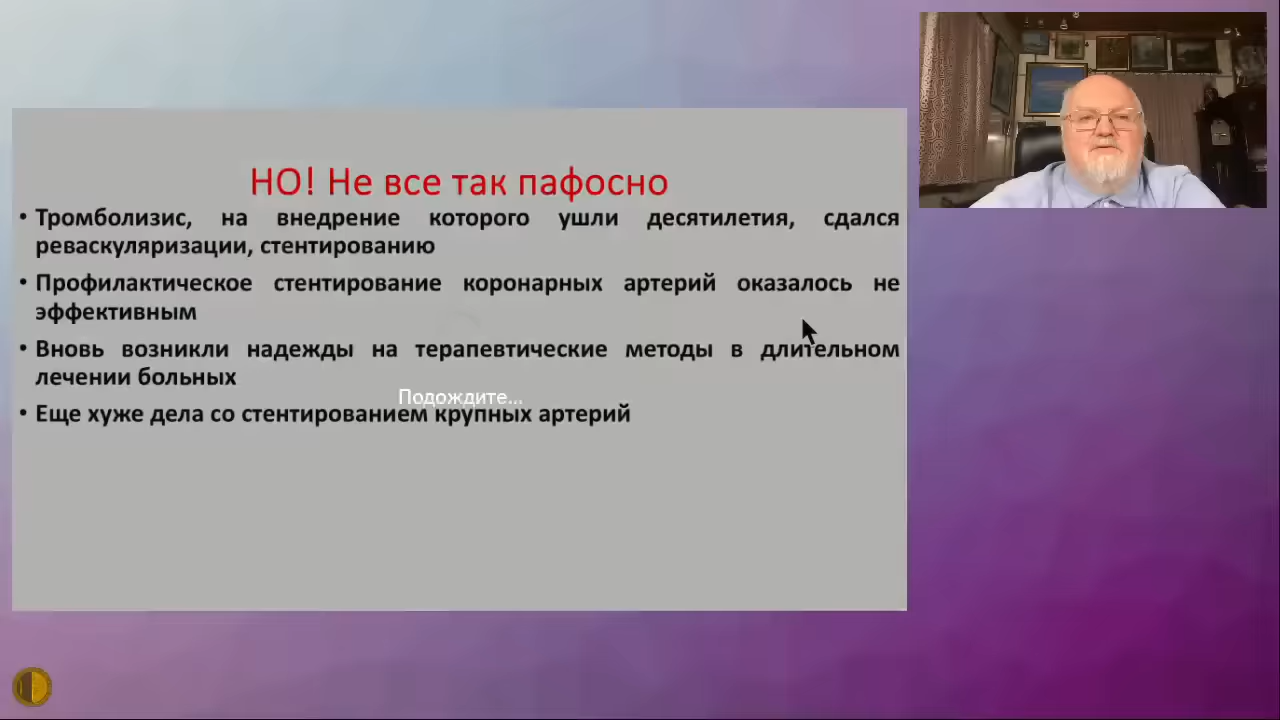 НО! Не все так пафосно
• Тромболизис, на внедрение которого ушли десятилетия, сдался
реваскуляризации, стентированию
• Профилактическое стентирование коронарных артерий оказалось не
эффективным
• Вновь возникли надежды на терапевтические методы в длительном
лечении больных
Подождите...
• Еще хуже дела со стентированием крупных артерий